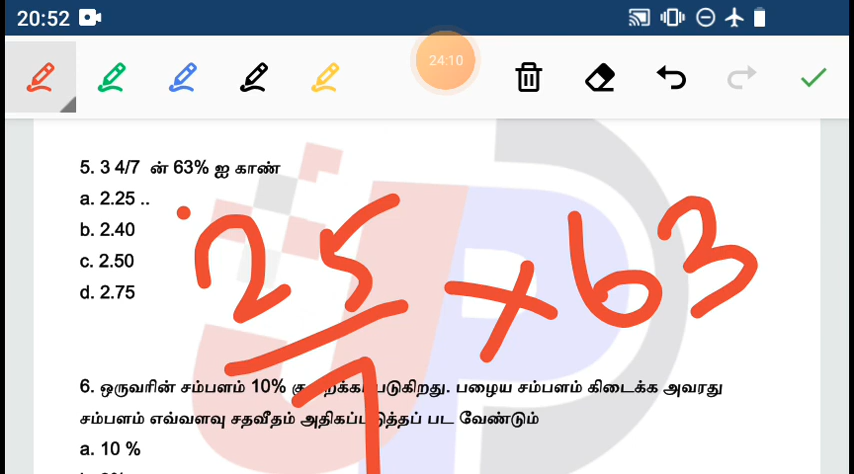 20:52
24:10
5. 3 4/7 ன் 63% ஐ காண்
a. 2.25 ..
b. 2.40
c. 2.50
d. 2.75
25/7 × 63
6. ஒருவரின் சம்பளம் 10% குறைக்கப்படுகிறது. பழைய சம்பளம் கிடைக்க அவரது
சம்பளம் எவ்வளவு சதவீதம் அதிகப்படுத்தப் பட வேண்டும்
a. 10 %